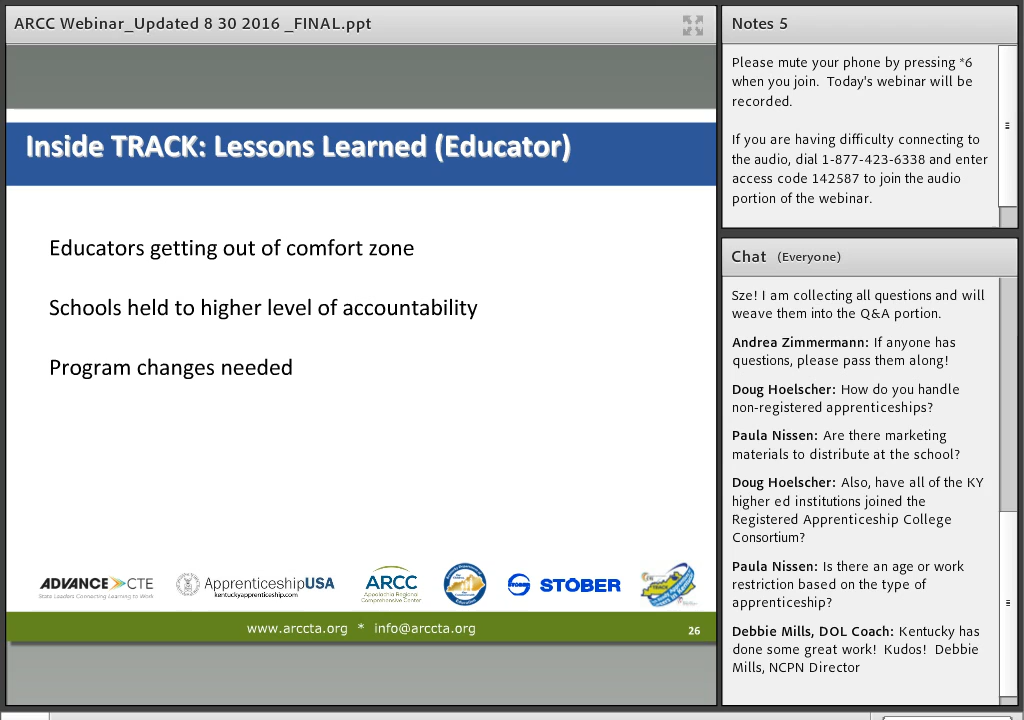 ARCC Webinar_Updated 8 30 2016 _FINAL.ppt
Inside TRACK: Lessons Learned (Educator)
Educators getting out of comfort zone
Schools held to higher level of accountability
Program changes needed
ADVANCE CTE
State Leaders Connecting Learning to Work
ApprenticeshipUSA
kentuckyapprenticeship.com
ARCC
Appalachia Regional
Comprehensive Center
STOBER STÖBER
www.arccta.org * info@arccta.org
26
Notes 5
Please mute your phone by pressing *6
when you join. Today's webinar will be
recorded.
If you are having difficulty connecting to
the audio, dial 1-877-423-6338 and enter
access code 142587 to join the audio
portion of the webinar.
Chat (Everyone)
Sze! I am collecting all questions and will
weave them into the Q&A portion.
Andrea Zimmermann: If anyone has
questions, please pass them along!
Doug Hoelscher: How do you handle
non-registered apprenticeships?
Paula Nissen: Are there marketing
materials to distribute at the school?
Doug Hoelscher: Also, have all of the KY
higher ed institutions joined the
Registered Apprenticeship College
Consortium?
Paula Nissen: Is there an age or work
restriction based on the type of
apprenticeship?
Debbie Mills, DOL Coach: Kentucky has
done some great work! Kudos! Debbie
Mills, NCPN Director